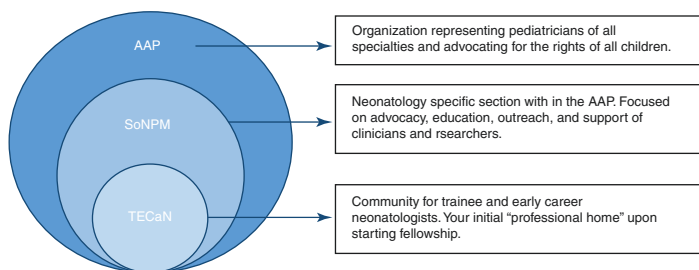 AAP
Organization representing pediatricians of all
specialties and advocating for the rights of all children.
SoNPM
Neonatology specific section with in the AAP. Focused
on advocacy, education, outreach, and support of
clinicians and rsearchers.
TECaN
Community for trainee and early career
neonatologists. Your initial “professional home” upon
starting fellowship.